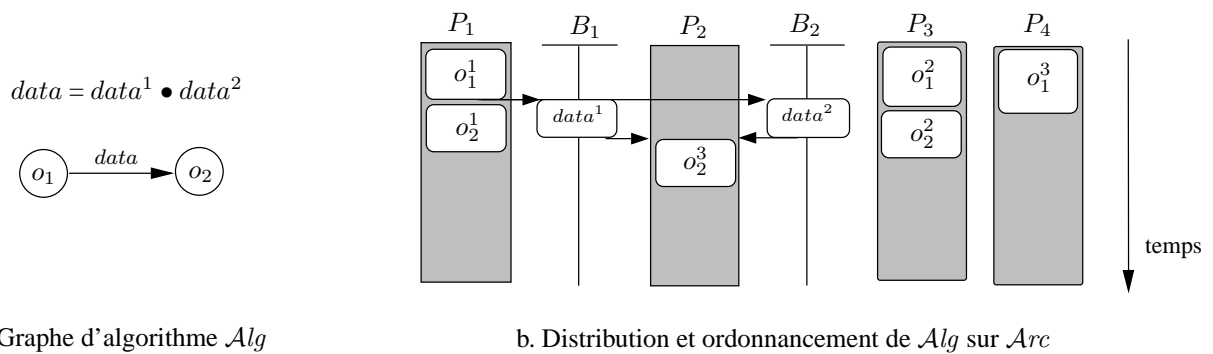 P₁ B₁ P₂ B₂ P₃ P₄
o₁¹ o₁² o₁³
data = data¹ • data²
data¹ data²
o₂¹ o₂²
data
o₁ o₂
o₂³
temps
Graphe d'algorithme Alg
b. Distribution et ordonnancement de Alg sur Arc